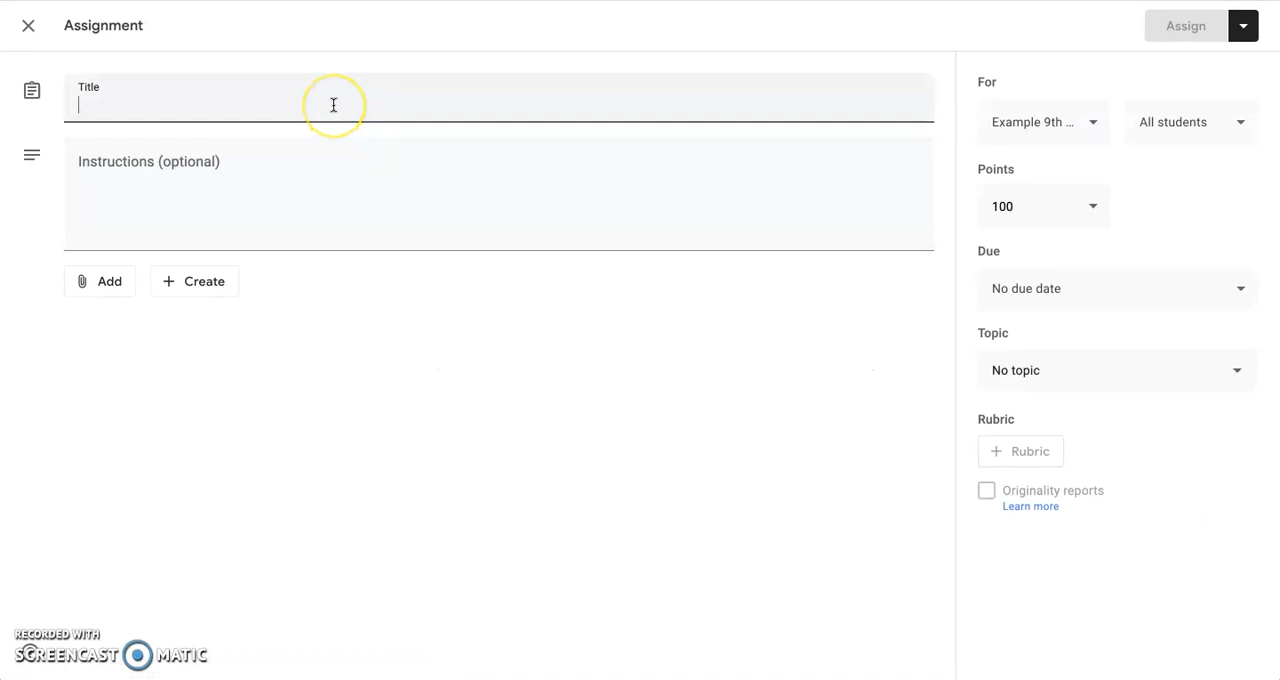 Assignment
Assign
Title
Instructions (optional)
Add
Create
For
Example 9th ...
All students
Points
100
Due
No due date
Topic
No topic
Rubric
Rubric
Originality reports
Learn more
RECORDED WITH
SCREENCAST MATIC